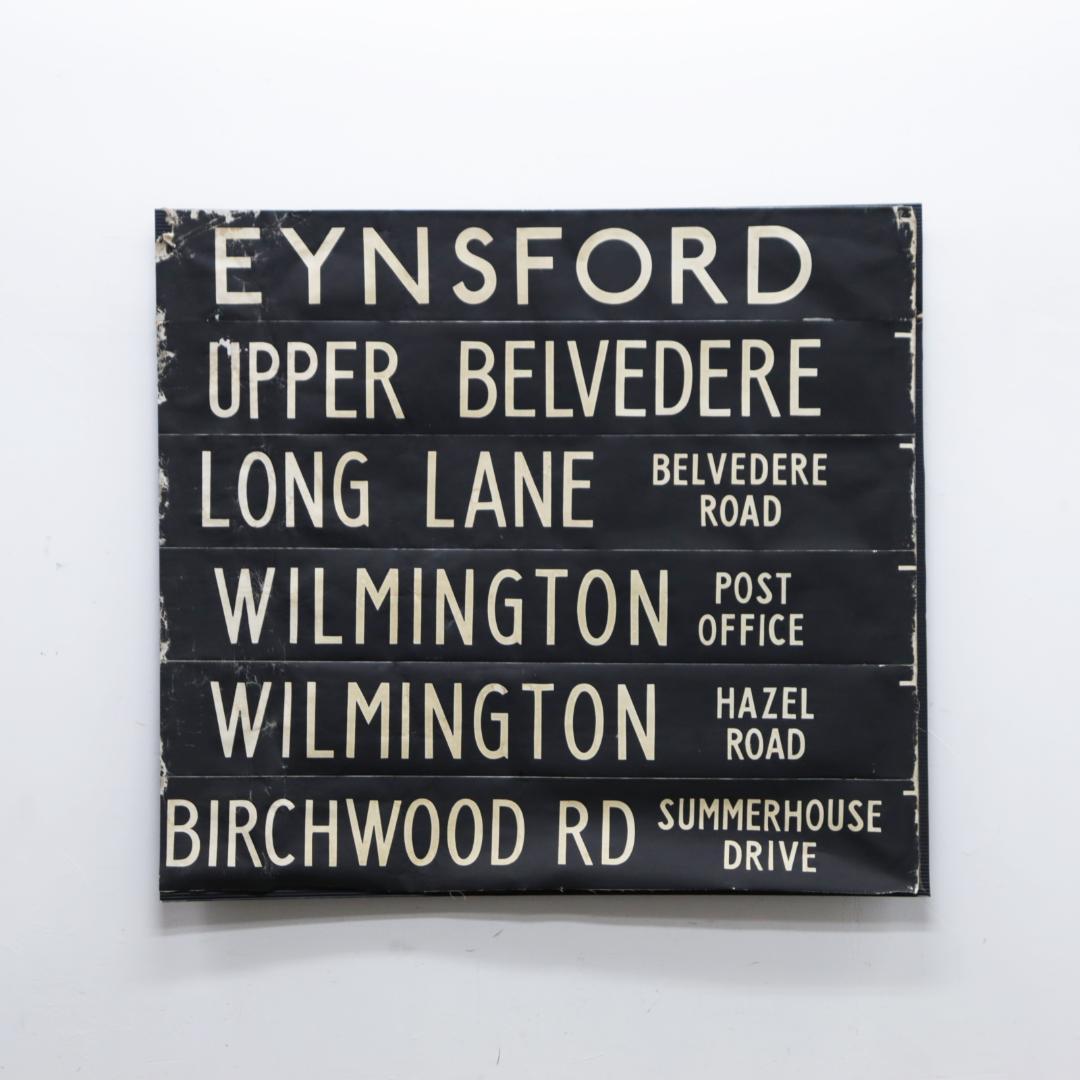 EYNSFORD
UPPER BELVEDERE
LONG LANE BELVEDERE ROAD
WILMINGTON POST OFFICE
WILMINGTON HAZEL ROAD
BIRCHWOOD RD SUMMERHOUSE DRIVE